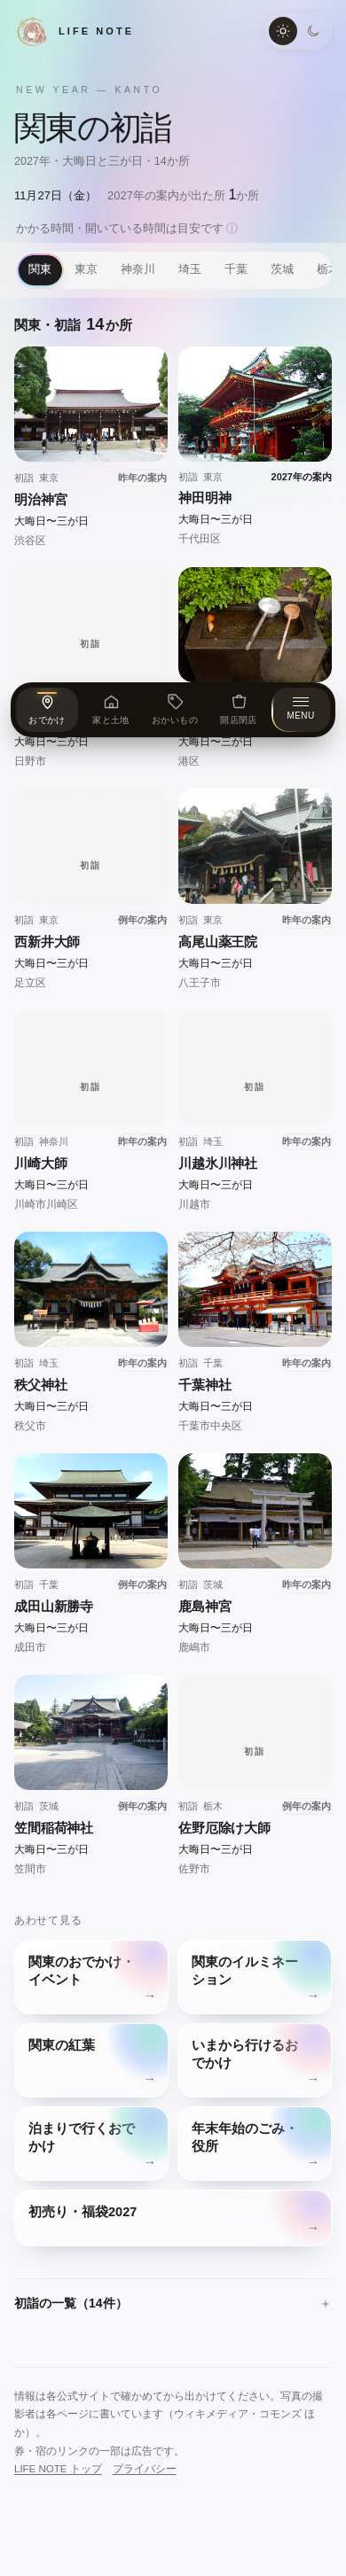 LIFE NOTE
NEW YEAR — KANTO
関東の初詣
2027年・大晦日と三が日・14か所
11月27日（金） 2027年の案内が出た所 1か所
かかる時間・開いている時間は目安です ⓘ
関東 東京 神奈川 埼玉 千葉 茨城
関東・初詣 14か所
初詣 東京 昨年の案内
明治神宮
大晦日〜三が日
渋谷区
初詣 東京 2027年の案内
神田明神
大晦日〜三が日
千代田区
初詣
大晦日〜三が日
日野市
大晦日〜三が日
港区
おでかけ 家と土地 おかいもの 開店閉店 MENU
初詣
初詣 東京 例年の案内
西新井大師
大晦日〜三が日
足立区
初詣 東京 昨年の案内
高尾山薬王院
大晦日〜三が日
八王子市
初詣
初詣 神奈川 昨年の案内
川崎大師
大晦日〜三が日
川崎市川崎区
初詣
初詣 埼玉 昨年の案内
川越氷川神社
大晦日〜三が日
川越市
初詣 埼玉 昨年の案内
秩父神社
大晦日〜三が日
秩父市
初詣 千葉 昨年の案内
千葉神社
大晦日〜三が日
千葉市中央区
初詣 千葉 例年の案内
成田山新勝寺
大晦日〜三が日
成田市
初詣 茨城 昨年の案内
鹿島神宮
大晦日〜三が日
鹿嶋市
初詣 茨城 例年の案内
笠間稲荷神社
大晦日〜三が日
笠間市
初詣
初詣 栃木 例年の案内
佐野厄除け大師
大晦日〜三が日
佐野市
あわせて見る
関東のおでかけ・
イベント
→
関東のイルミネー
ション
→
関東の紅葉
→
いまから行けるお
でかけ
→
泊まりで行くおで
かけ
→
年末年始のごみ・
役所
→
初売り・福袋2027
→
初詣の一覧（14件） +
情報は各公式サイトで確かめてから出かけてください。写真の撮
影者は各ページに書いています（ウィキメディア・コモンズ ほ
か）。
券・宿のリンクの一部は広告です。
LIFE NOTE トップ プライバシー